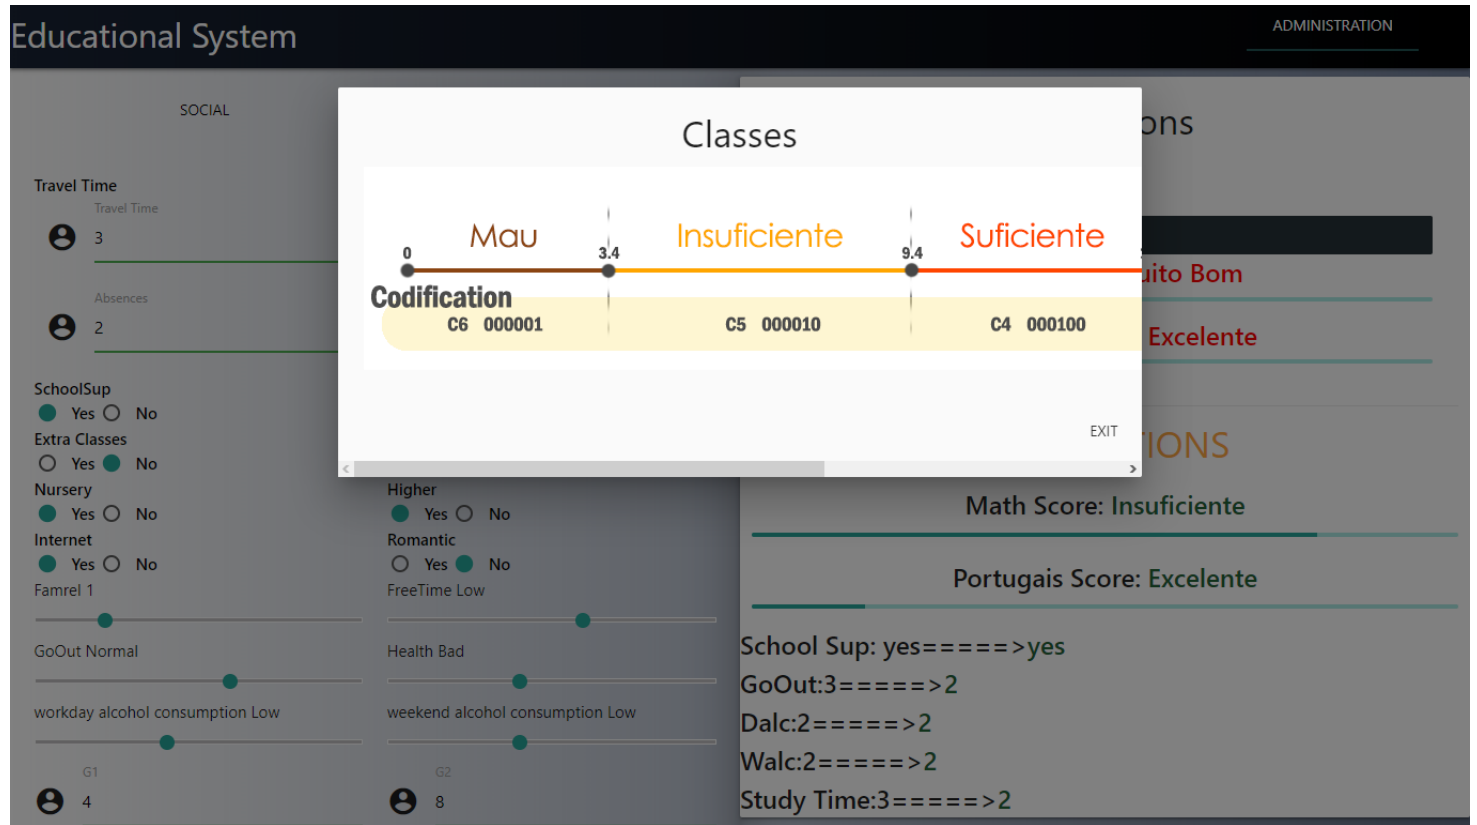 Educational System
ADMINISTRATION
SOCIAL
Travel Time
Travel Time
3
Absences
2
SchoolSup
Yes No
Extra Classes
Yes No
Nursery
Yes No
Internet
Yes No
Famrel 1
GoOut Normal
workday alcohol consumption Low
G1
4
Higher
Yes No
Romantic
Yes No
FreeTime Low
Health Bad
weekend alcohol consumption Low
G2
8
Classes
Mau Insuficiente Suficiente
0 3.4 9.4
Codification
C6 000001 C5 000010 C4 000100
EXIT
ons
uito Bom
Excelente
IONS
Math Score: Insuficiente
Portugais Score: Excelente
School Sup: yes=====>yes
GoOut:3=====>2
Dalc:2=====>2
Walc:2=====>2
Study Time:3=====>2